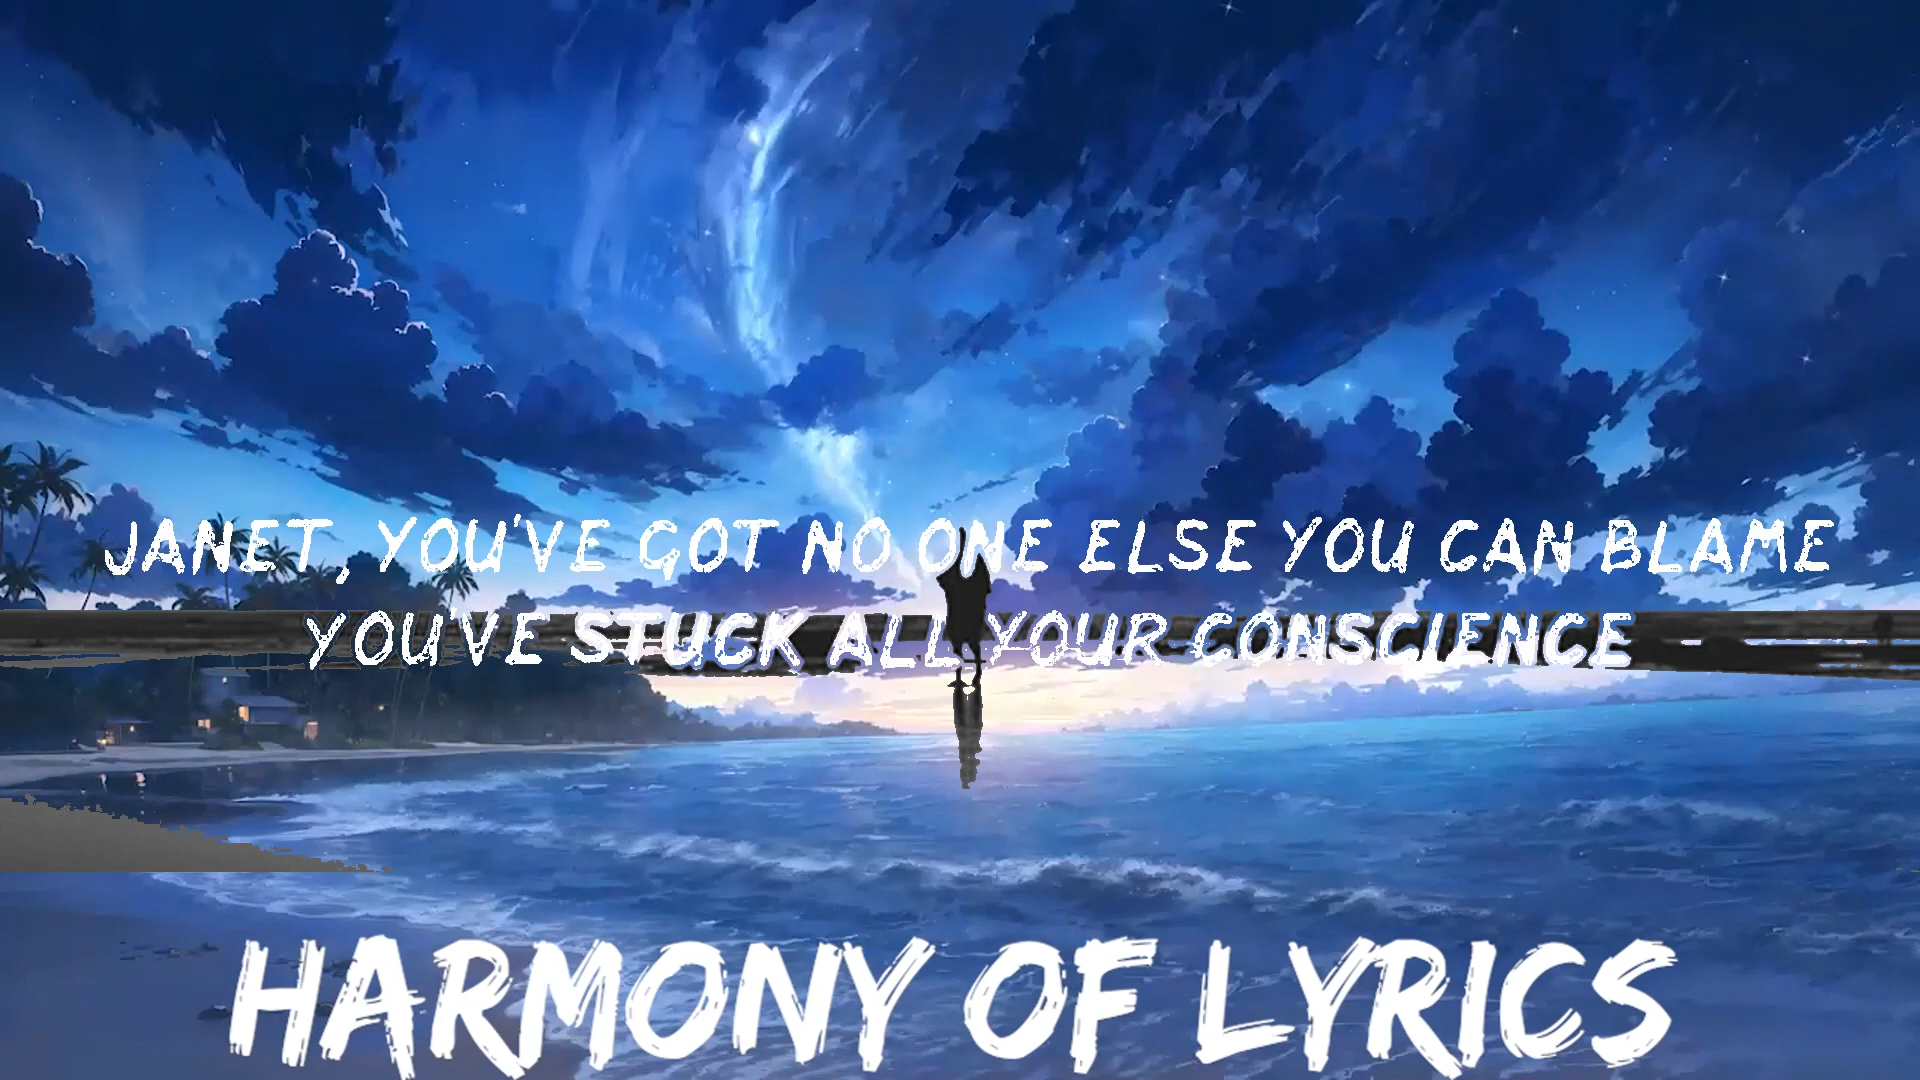 JANET, YOU'VE GOT NO ONE ELSE YOU CAN BLAME
YOU'VE STUCK ALL YOUR CONSCIENCE
HARMONY OF LYRICS